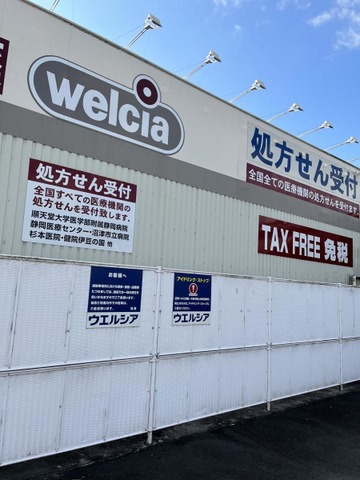 welcia
処方せん受付
全国全ての医療機関の処方せんを受付
処方せん受付
全国すべての医療機関の
処方せんを受付致します。
順天堂大学医学部附属静岡病院
静岡医療センター・沼津市立病院
杉本医院・健院伊豆の国 他
TAX FREE 免税
お客様へ
ウエルシア
アイドリング・ストップ
ウエルシア